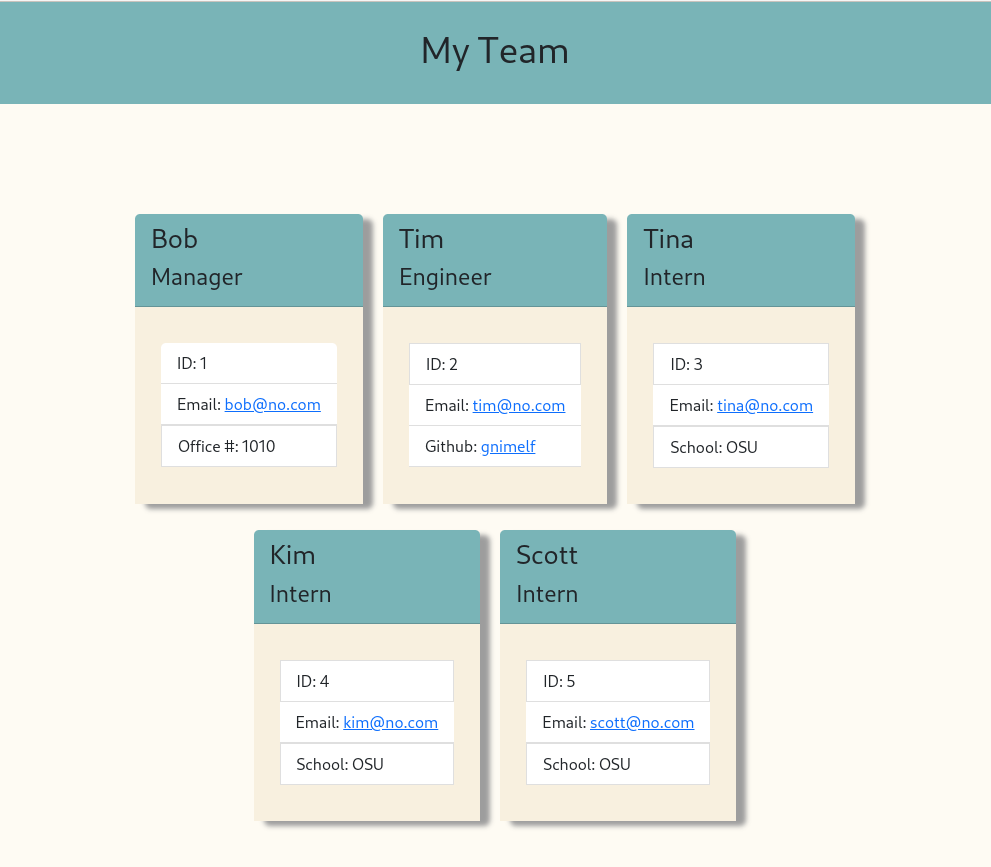 My Team
Bob
Manager
ID: 1
Email: bob@no.com
Office #: 1010
Tim
Engineer
ID: 2
Email: tim@no.com
Github: gnimelf
Tina
Intern
ID: 3
Email: tina@no.com
School: OSU
Kim
Intern
ID: 4
Email: kim@no.com
School: OSU
Scott
Intern
ID: 5
Email: scott@no.com
School: OSU